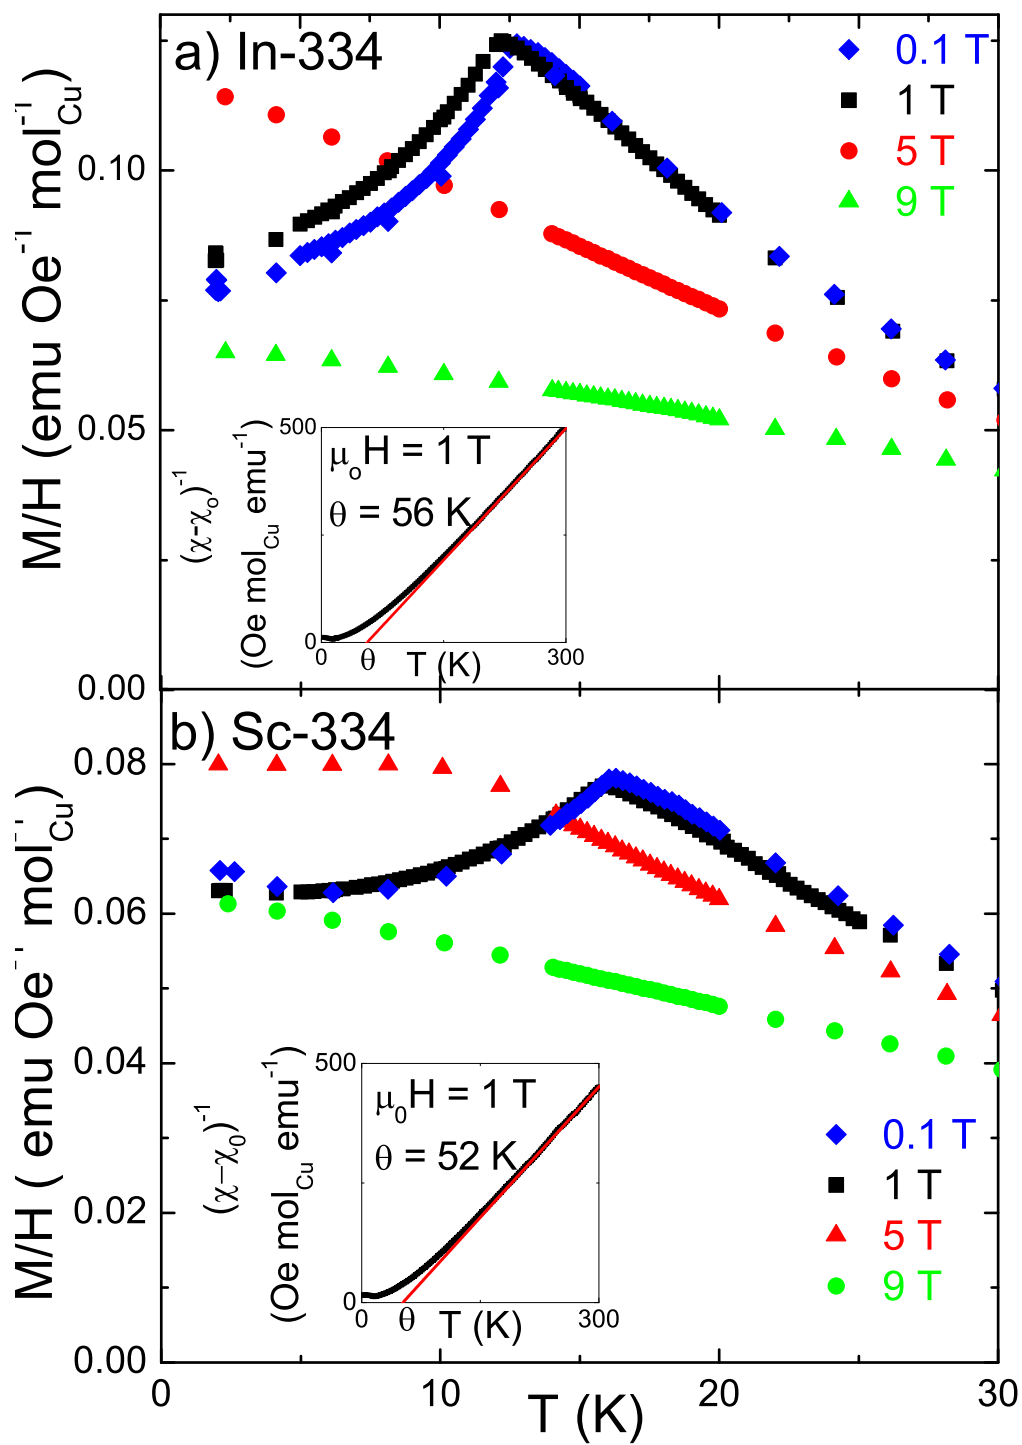 a) In-334
0.1 T
1 T
5 T
9 T
M/H (emu Oe⁻¹ mol⁻¹Cu)
0.10
0.05
0.00
μₒH = 1 T
θ = 56 K
(χ-χₒ)⁻¹
(Oe molCu emu⁻¹)
500
0
0 θ T (K) 300
b) Sc-334
M/H ( emu Oe⁻¹ mol⁻¹Cu)
0.08
0.06
0.04
0.02
0.00
μ₀H = 1 T
θ = 52 K
(χ−χ₀)⁻¹
(Oe molCu emu⁻¹)
500
0
0 θ T (K) 300
0.1 T
1 T
5 T
9 T
0 10 20 30
T (K)